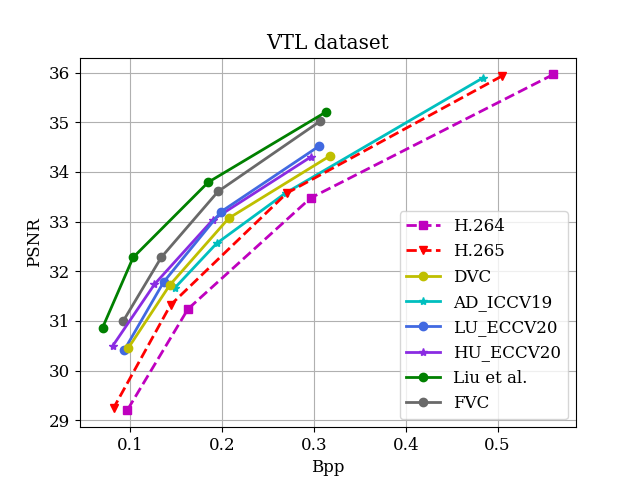 VTL dataset
36
35
34
33
32
31
30
29
PSNR
0.1 0.2 0.3 0.4 0.5
Bpp
H.264
H.265
DVC
AD_ICCV19
LU_ECCV20
HU_ECCV20
Liu et al.
FVC